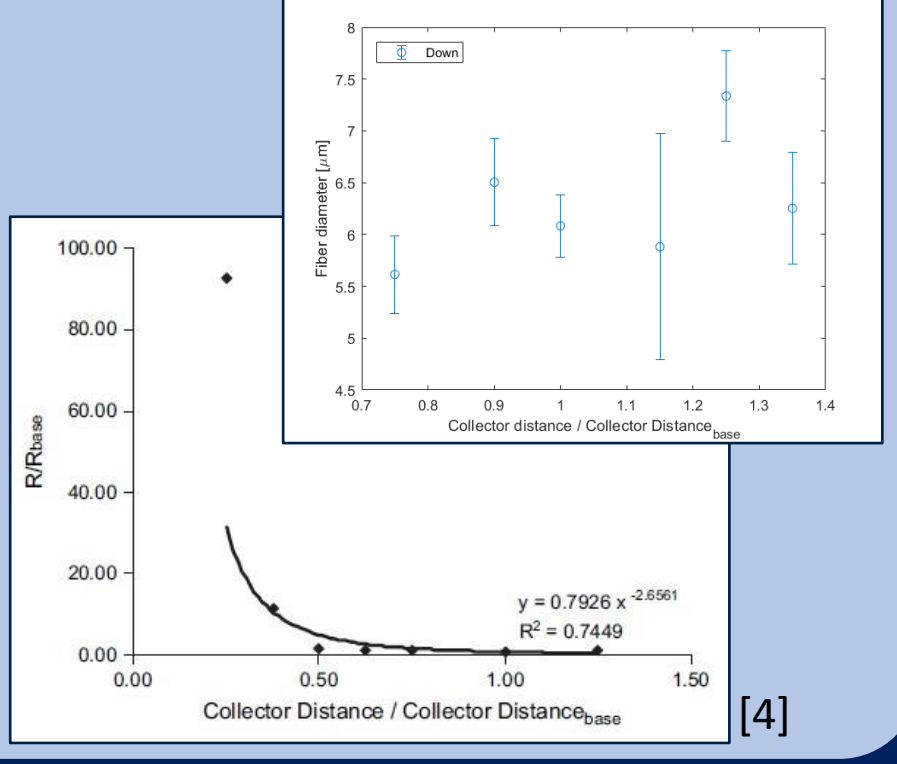 8
7.5
7
6.5
6
5.5
5
4.5
Fiber diameter [μm]
Down
0.7 0.8 0.9 1 1.1 1.2 1.3 1.4
Collector distance / Collector Distance_base
100.00
80.00
60.00
40.00
20.00
0.00
R/Rbase
y = 0.7926 x^-2.6561
R² = 0.7449
0.00 0.50 1.00 1.50
Collector Distance / Collector Distance_base
[4]